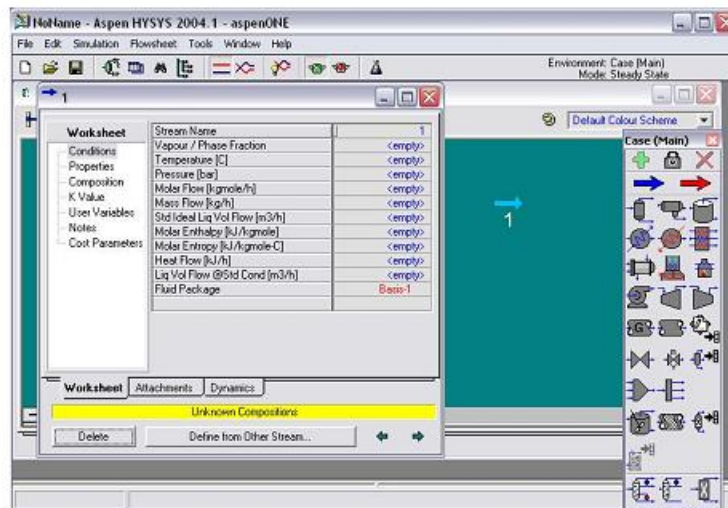 NoName - Aspen HYSYS 2004.1 - aspenONE
File Edit Simulation Flowsheet Tools Window Help
Environment: Case (Main)
Mode: Steady State
1
Default Colour Scheme
Case (Main)
Worksheet
Conditions
Properties
Composition
K Value
User Variables
Notes
Cost Parameters
Stream Name 1
Vapour / Phase Fraction <empty>
Temperature [C] <empty>
Pressure [bar] <empty>
Molar Flow [kgmole/h] <empty>
Mass Flow [kg/h] <empty>
Std Ideal Liq Vol Flow [m3/h] <empty>
Molar Enthalpy [kJ/kgmole] <empty>
Molar Entropy [kJ/kgmole-C] <empty>
Heat Flow [kJ/h] <empty>
Liq Vol Flow @Std Cond [m3/h] <empty>
Fluid Package Basis-1
1
Worksheet Attachments Dynamics
Unknown Compositions
Delete Define from Other Stream...
G